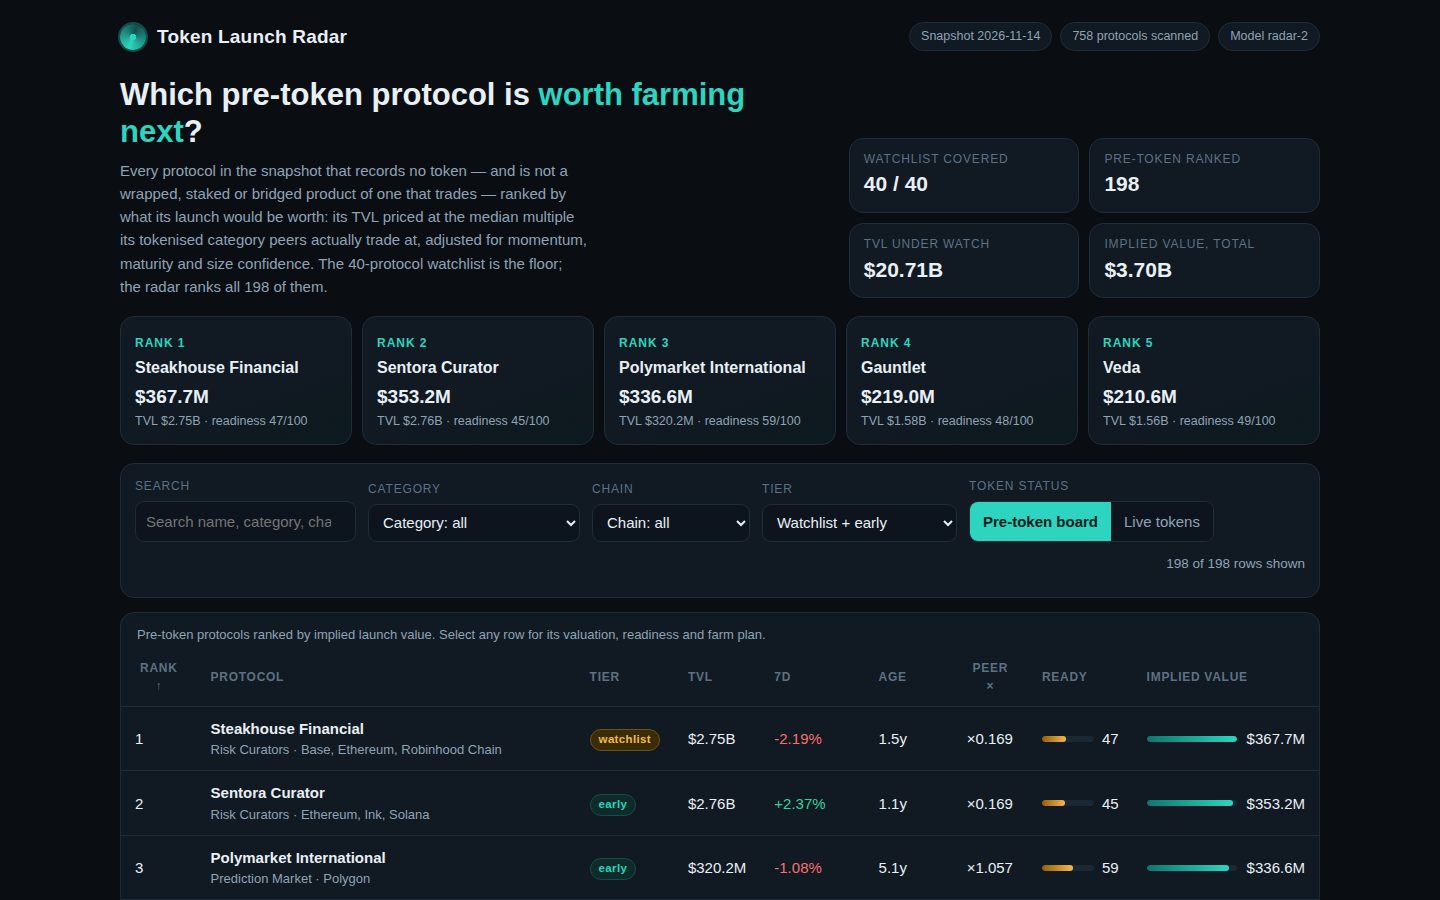 Token Launch Radar
Snapshot 2026-11-14
758 protocols scanned
Model radar-2
Which pre-token protocol is worth farming
next?
Every protocol in the snapshot that records no token — and is not a
wrapped, staked or bridged product of one that trades — ranked by
what its launch would be worth: its TVL priced at the median multiple
its tokenised category peers actually trade at, adjusted for momentum,
maturity and size confidence. The 40-protocol watchlist is the floor;
the radar ranks all 198 of them.
WATCHLIST COVERED
40 / 40
PRE-TOKEN RANKED
198
TVL UNDER WATCH
$20.71B
IMPLIED VALUE, TOTAL
$3.70B
RANK 1
Steakhouse Financial
$367.7M
TVL $2.75B · readiness 47/100
RANK 2
Sentora Curator
$353.2M
TVL $2.76B · readiness 45/100
RANK 3
Polymarket International
$336.6M
TVL $320.2M · readiness 59/100
RANK 4
Gauntlet
$219.0M
TVL $1.58B · readiness 48/100
RANK 5
Veda
$210.6M
TVL $1.56B · readiness 49/100
SEARCH
Search name, category, cha
CATEGORY
Category: all
CHAIN
Chain: all
TIER
Watchlist + early
TOKEN STATUS
Pre-token board
Live tokens
198 of 198 rows shown
Pre-token protocols ranked by implied launch value. Select any row for its valuation, readiness and farm plan.
RANK ↑ PROTOCOL TIER TVL 7D AGE PEER × READY IMPLIED VALUE
1 Steakhouse Financial watchlist $2.75B -2.19% 1.5y ×0.169 47 $367.7M
Risk Curators · Base, Ethereum, Robinhood Chain
2 Sentora Curator early $2.76B +2.37% 1.1y ×0.169 45 $353.2M
Risk Curators · Ethereum, Ink, Solana
3 Polymarket International early $320.2M -1.08% 5.1y ×1.057 59 $336.6M
Prediction Market · Polygon